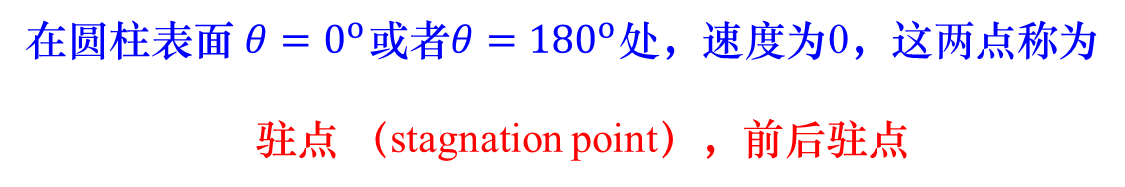 在圆柱表面 θ = 0°或者θ = 180°处，速度为0，这两点称为
驻点（stagnation point），前后驻点